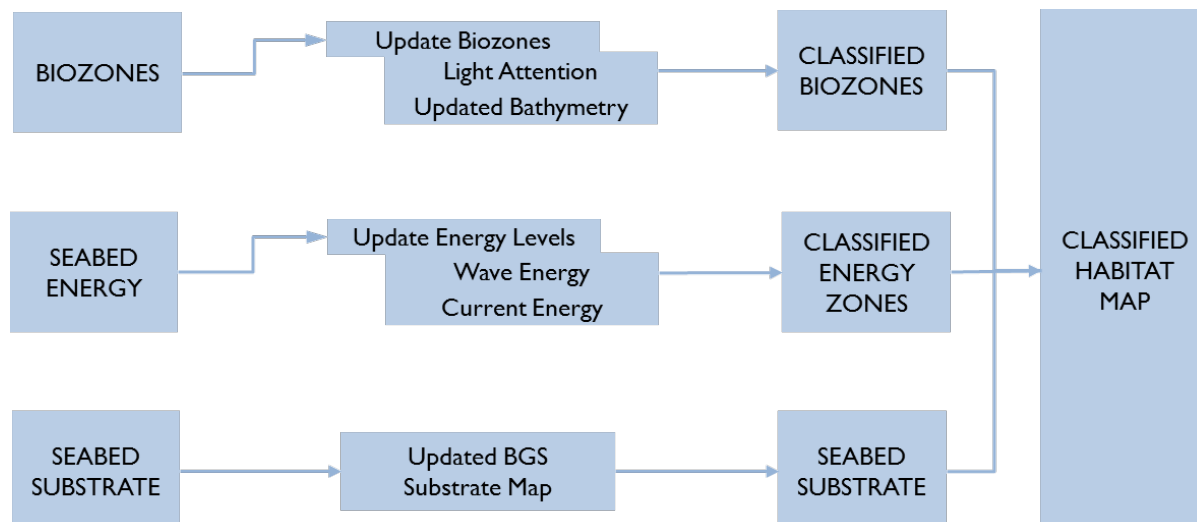 BIOZONES
Update Biozones
Light Attention
Updated Bathymetry
CLASSIFIED
BIOZONES
SEABED
ENERGY
Update Energy Levels
Wave Energy
Current Energy
CLASSIFIED
ENERGY
ZONES
SEABED
SUBSTRATE
Updated BGS
Substrate Map
SEABED
SUBSTRATE
CLASSIFIED
HABITAT
MAP